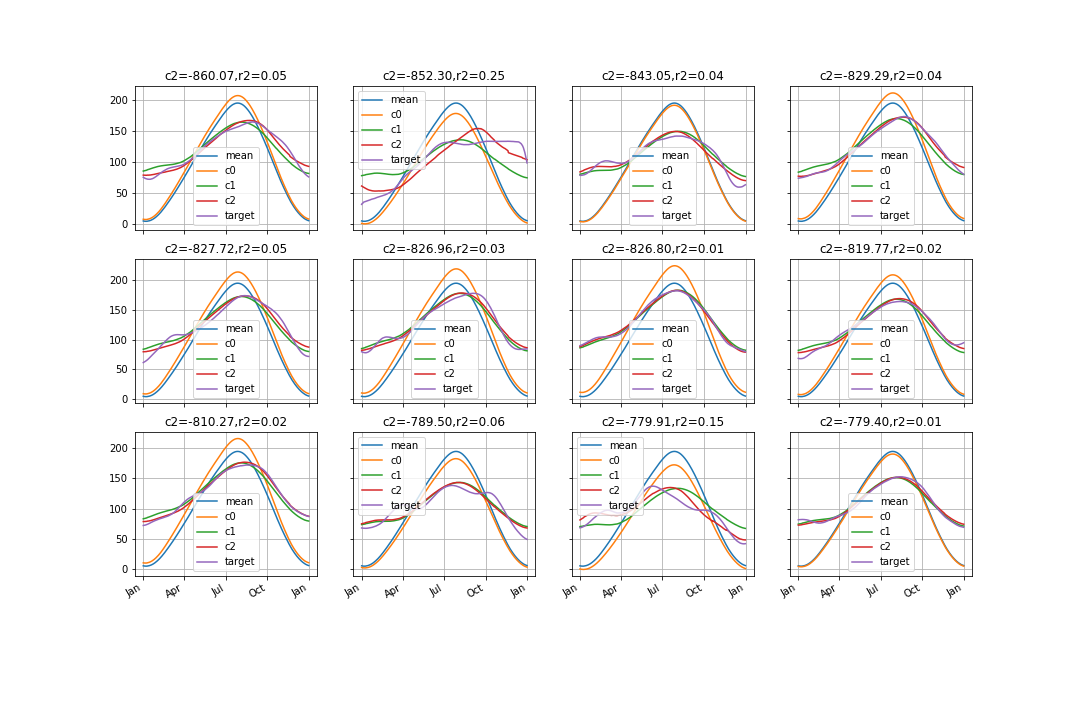 c2=-860.07,r2=0.05
c2=-852.30,r2=0.25
c2=-843.05,r2=0.04
c2=-829.29,r2=0.04
200
150
100
50
0
mean
c0
c1
c2
target
mean
c0
c1
c2
target
mean
c0
c1
c2
target
mean
c0
c1
c2
target
c2=-827.72,r2=0.05
c2=-826.96,r2=0.03
c2=-826.80,r2=0.01
c2=-819.77,r2=0.02
200
150
100
50
0
mean
c0
c1
c2
target
mean
c0
c1
c2
target
mean
c0
c1
c2
target
mean
c0
c1
c2
target
c2=-810.27,r2=0.02
c2=-789.50,r2=0.06
c2=-779.91,r2=0.15
c2=-779.40,r2=0.01
200
150
100
50
0
mean
c0
c1
c2
target
mean
c0
c1
c2
target
mean
c0
c1
c2
target
mean
c0
c1
c2
target
Jan Apr Jul Oct Jan
Jan Apr Jul Oct Jan
Jan Apr Jul Oct Jan
Jan Apr Jul Oct Jan